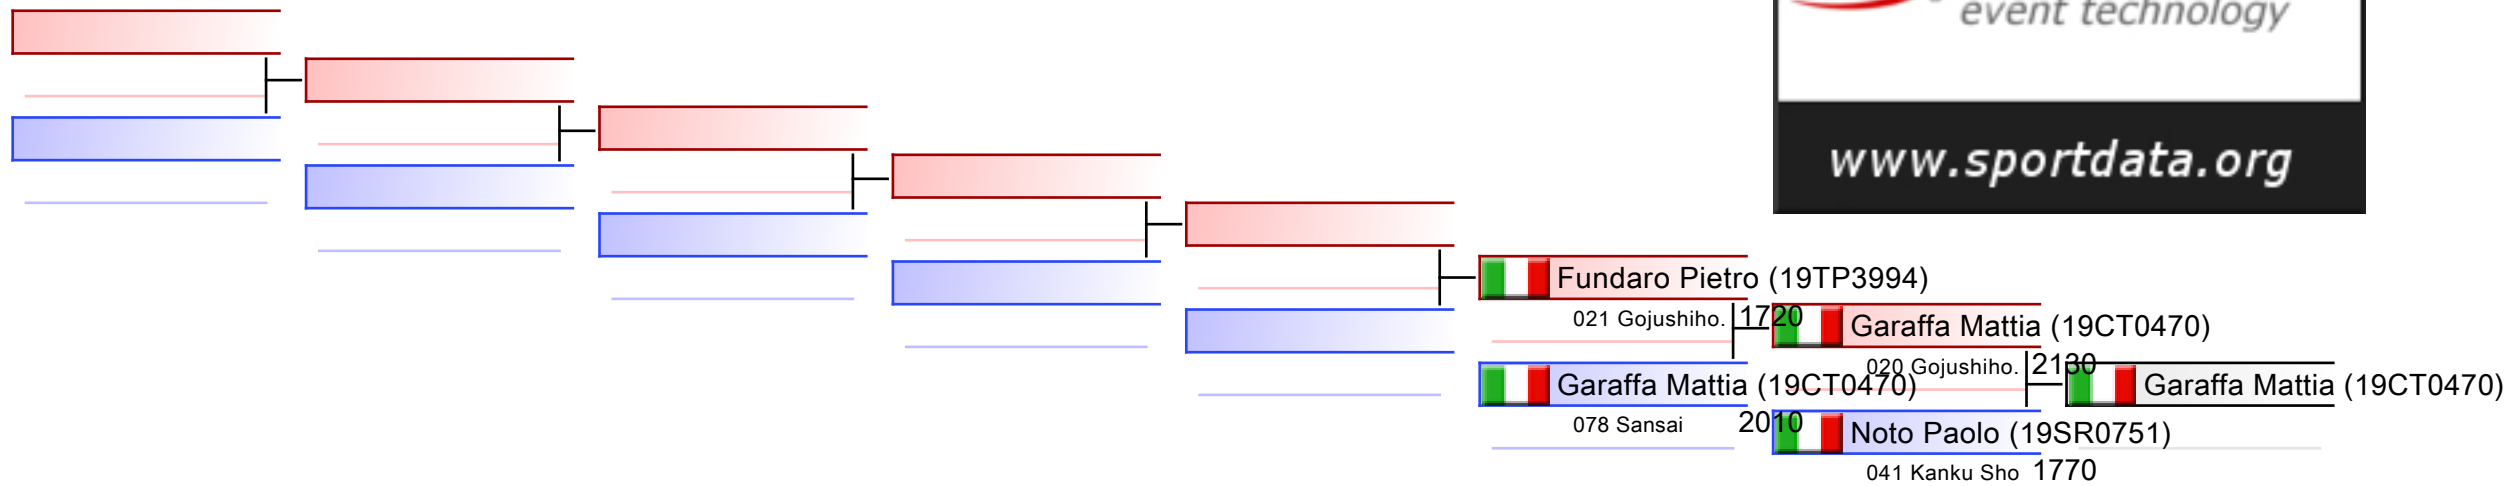 event technology
www.sportdata.org
Fundaro Pietro (19TP3994)
021 Gojushiho. 1720
Garaffa Mattia (19CT0470)
020 Gojushiho. 2130
Garaffa Mattia (19CT0470)
Garaffa Mattia (19CT0470)
078 Sansai 2010
Noto Paolo (19SR0751)
041 Kanku Sho 1770